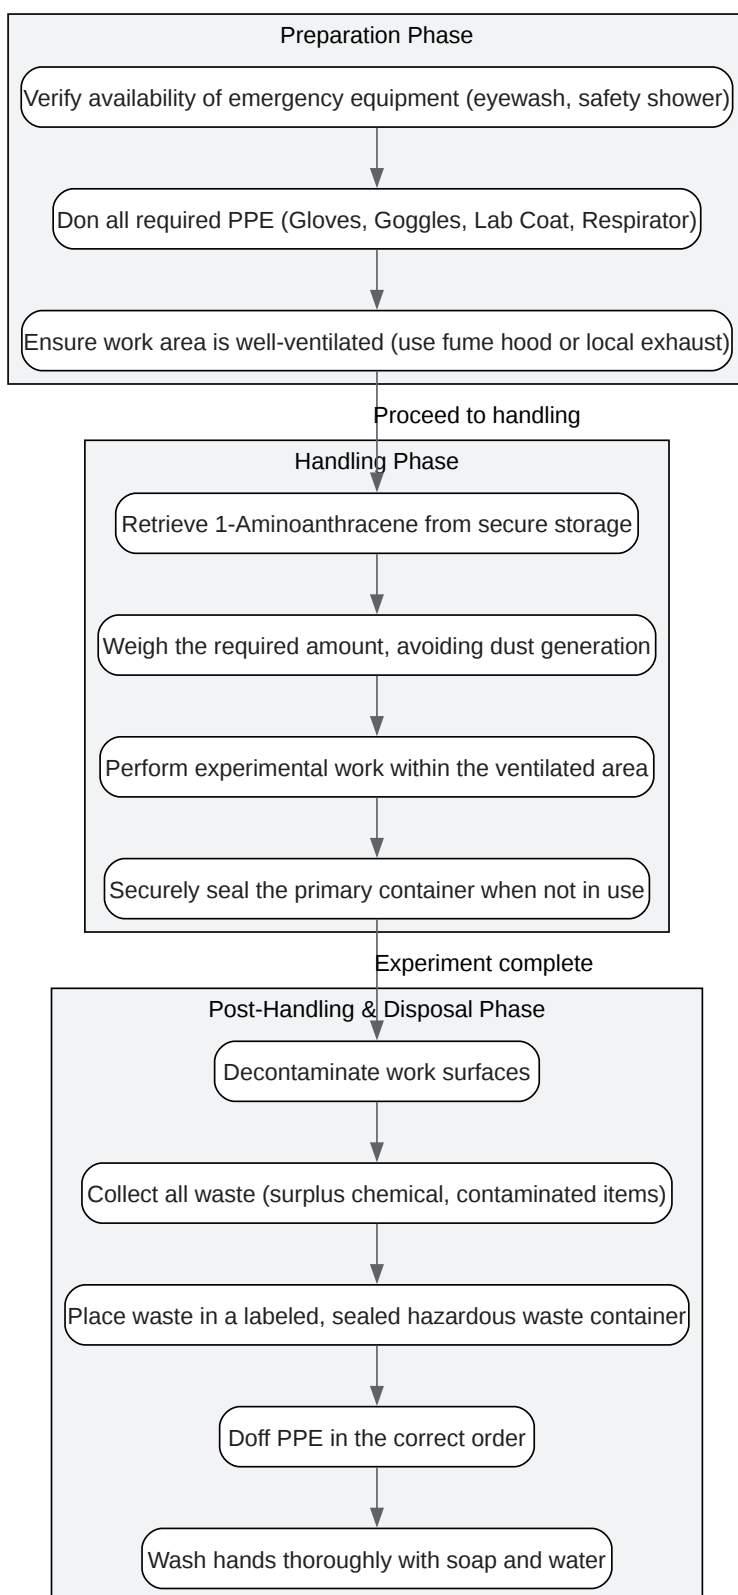 Preparation Phase
Verify availability of emergency equipment (eyewash, safety shower)
Don all required PPE (Gloves, Goggles, Lab Coat, Respirator)
Ensure work area is well-ventilated (use fume hood or local exhaust)
Proceed to handling
Handling Phase
Retrieve 1-Aminoanthracene from secure storage
Weigh the required amount, avoiding dust generation
Perform experimental work within the ventilated area
Securely seal the primary container when not in use
Experiment complete
Post-Handling & Disposal Phase
Decontaminate work surfaces
Collect all waste (surplus chemical, contaminated items)
Place waste in a labeled, sealed hazardous waste container
Doff PPE in the correct order
Wash hands thoroughly with soap and water